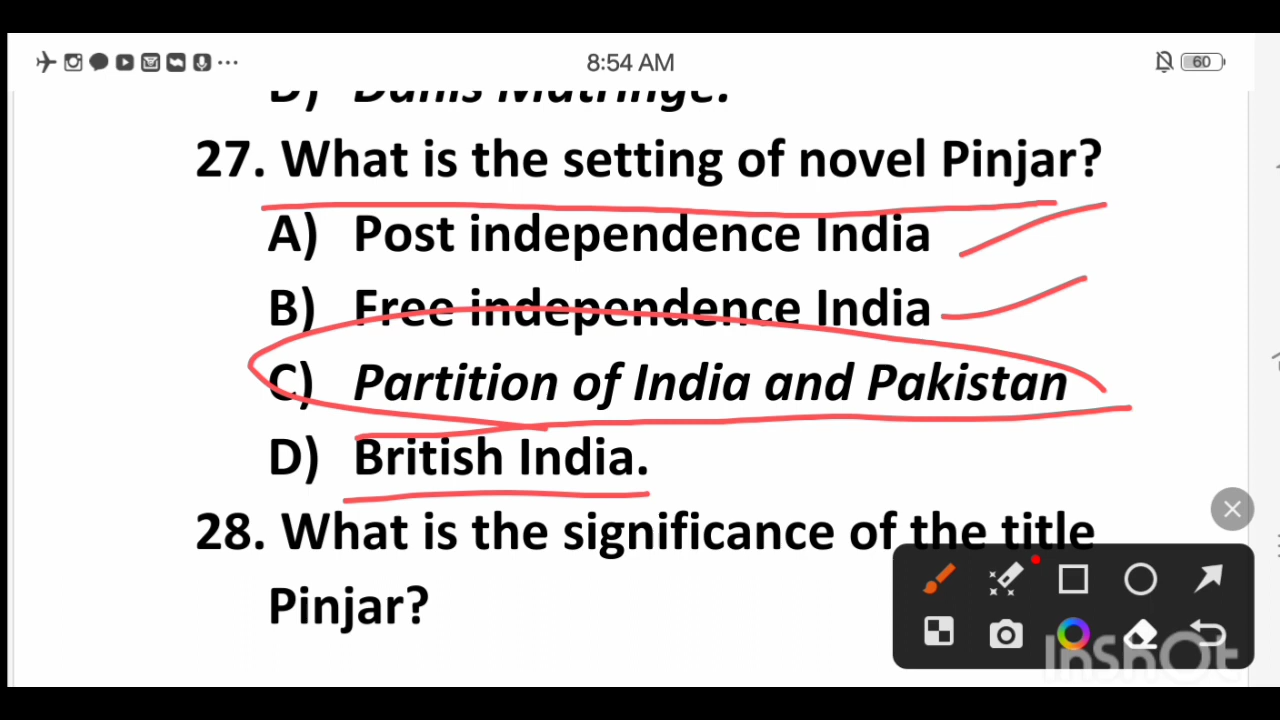 8:54 AM
60
27. What is the setting of novel Pinjar?
A) Post independence India
B) Free independence India
C) Partition of India and Pakistan
D) British India.
28. What is the significance of the title
Pinjar?
InShOt